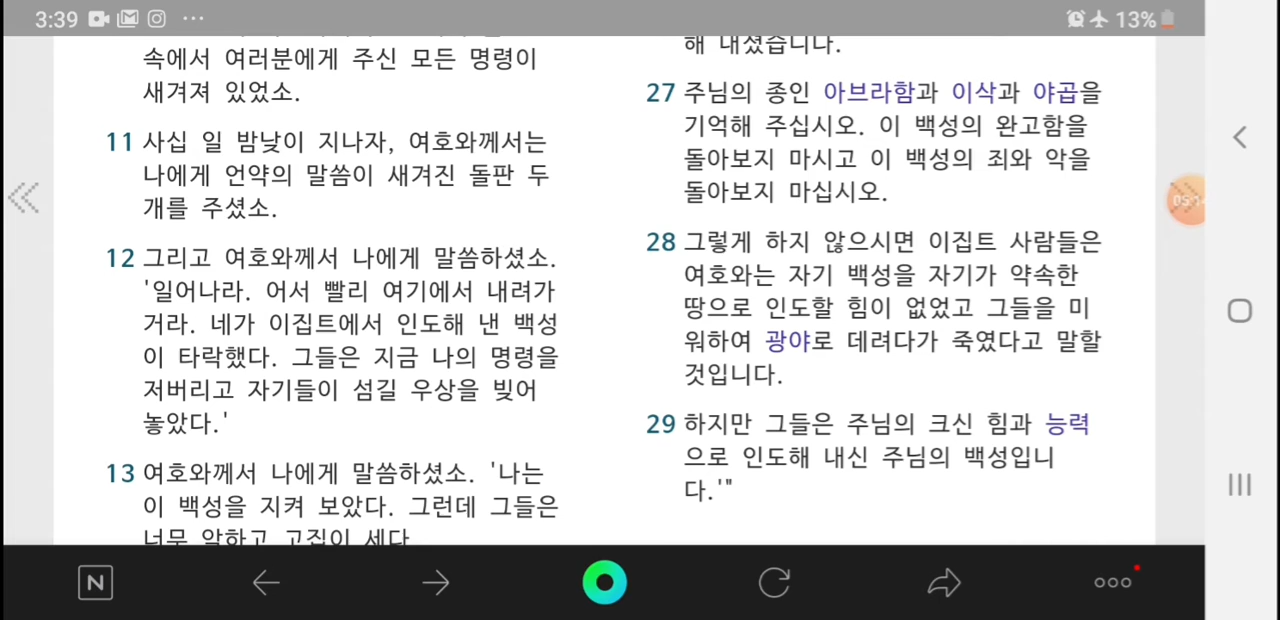 3:39
13%
속에서 여러분에게 주신 모든 명령이
새겨져 있었소.
11 사십 일 밤낮이 지나자, 여호와께서는
나에게 언약의 말씀이 새겨진 돌판 두
개를 주셨소.
12 그리고 여호와께서 나에게 말씀하셨소.
'일어나라. 어서 빨리 여기에서 내려가
거라. 네가 이집트에서 인도해 낸 백성
이 타락했다. 그들은 지금 나의 명령을
저버리고 자기들이 섬길 우상을 빚어
놓았다.'
13 여호와께서 나에게 말씀하셨소. '나는
이 백성을 지켜 보았다. 그런데 그들은
너무 악하고 고집이 세다
해 내셨습니다.
27 주님의 종인 아브라함과 이삭과 야곱을
기억해 주십시오. 이 백성의 완고함을
돌아보지 마시고 이 백성의 죄와 악을
돌아보지 마십시오.
28 그렇게 하지 않으시면 이집트 사람들은
여호와는 자기 백성을 자기가 약속한
땅으로 인도할 힘이 없었고 그들을 미
워하여 광야로 데려다가 죽였다고 말할
것입니다.
29 하지만 그들은 주님의 크신 힘과 능력
으로 인도해 내신 주님의 백성입니
다.'"
N